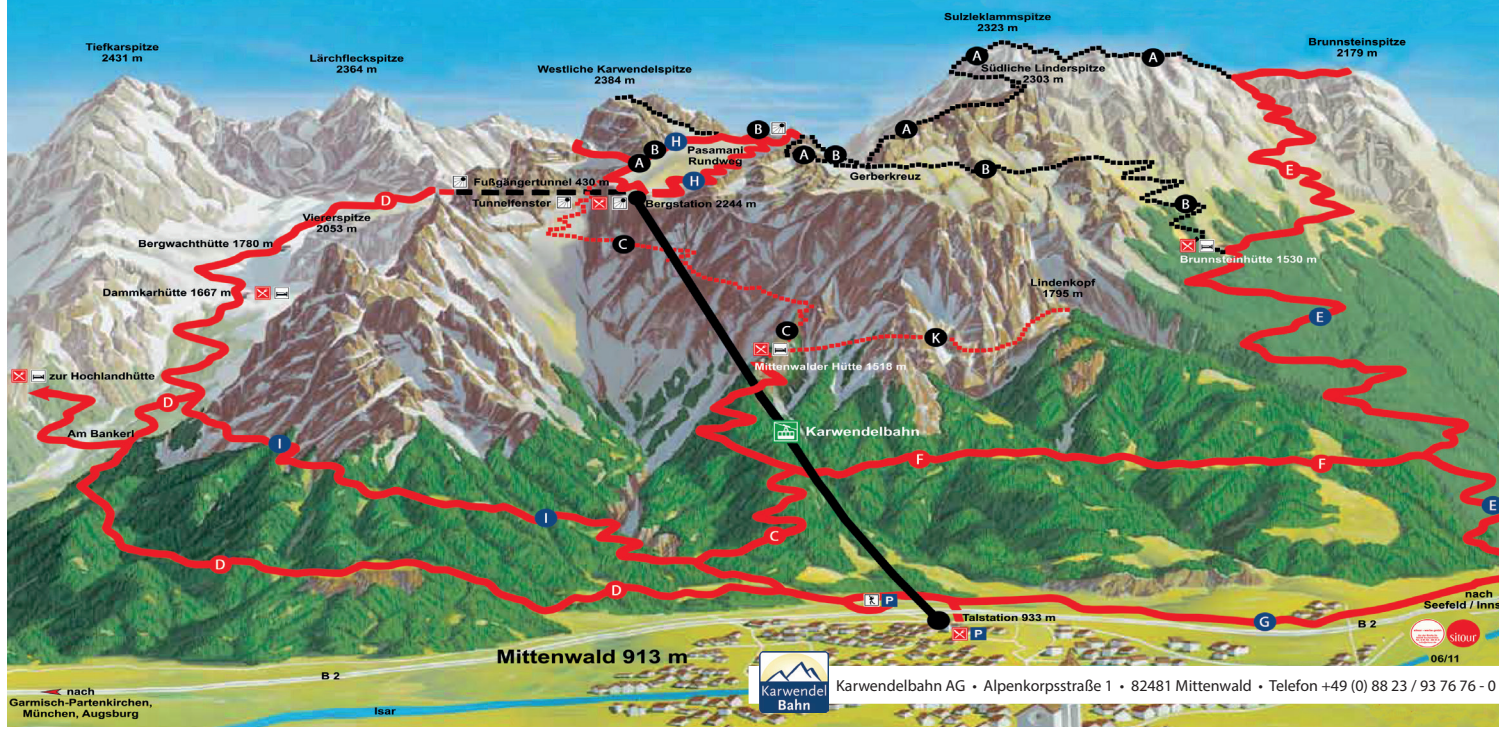 Tiefkarspitze
2431 m
Lärchfleckspitze
2364 m
Westliche Karwendelspitze
2384 m
Sulzleklammspitze
2323 m
Südliche Linderspitze
2303 m
Brunnsteinspitze
2179 m
A
A
A
A
A
B
B
B
B
B
H
H
Pasamani
Rundweg
Gerberkreuz
E
D
Fußgängertunnel 430 m
Tunnelfenster
Bergstation 2244 m
Viererspitze
2053 m
Bergwachthütte 1780 m
C
Brunnsteinhütte 1530 m
Dammkarhütte 1667 m
Lindenkopf
1795 m
E
C
K
Mittenwalder Hütte 1518 m
zur Hochlandhütte
D
Am Bankerl
I
Karwendelbahn
F
F
I
E
C
D
D
P
Talstation 933 m
P
G
nach
Seefeld / Inns
B 2
sitour
06/11
Mittenwald 913 m
B 2
nach
Garmisch-Partenkirchen,
München, Augsburg
Isar
Karwendel
Bahn
Karwendelbahn AG • Alpenkorpsstraße 1 • 82481 Mittenwald • Telefon +49 (0) 88 23 / 93 76 76 - 0